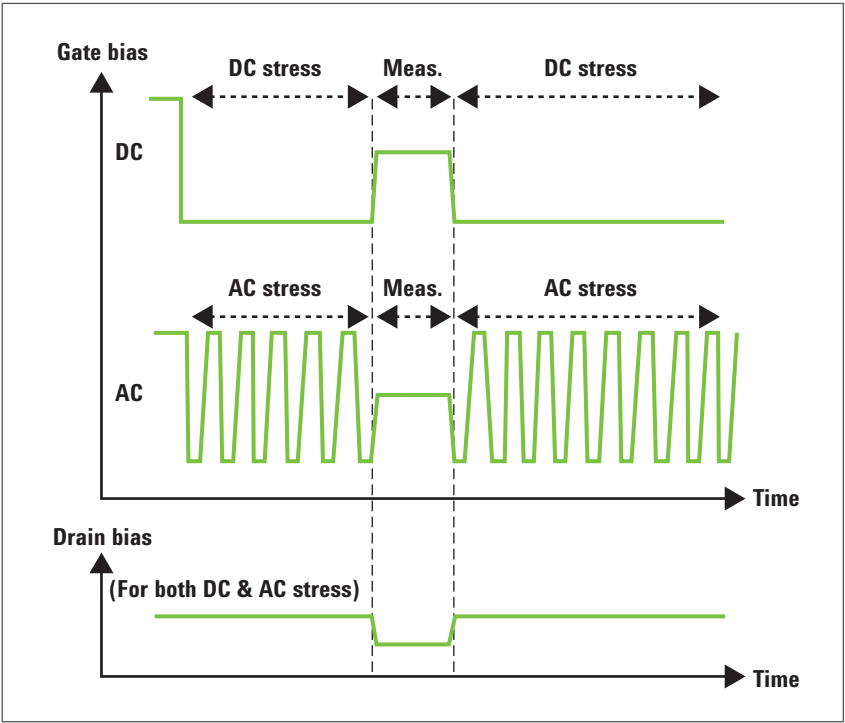 Gate bias
DC stress Meas. DC stress
DC
AC stress Meas. AC stress
AC
Time
Drain bias
(For both DC & AC stress)
Time